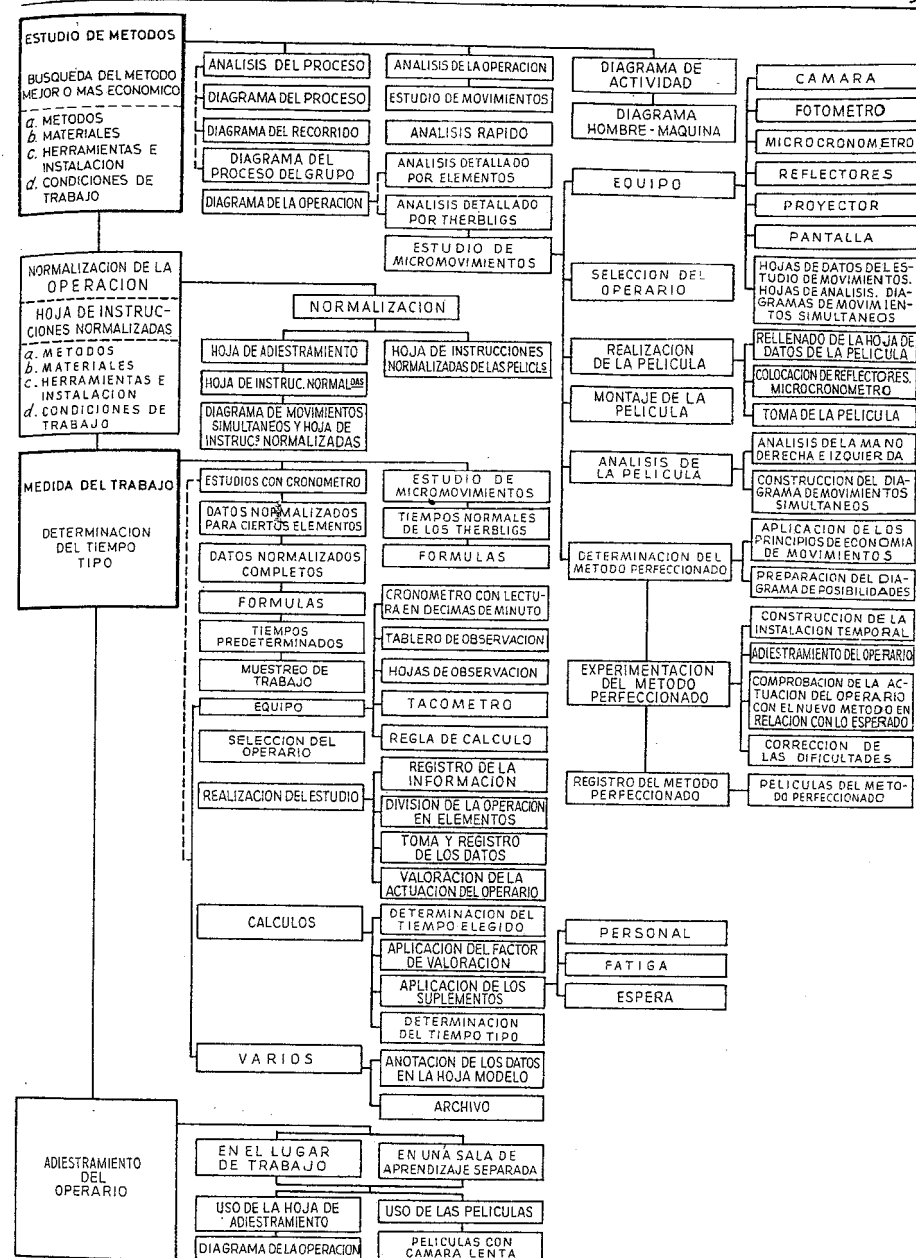 ESTUDIO DE METODOS
BUSQUEDA DEL METODO
MEJOR O MAS ECONOMICO
a. METODOS
b. MATERIALES
c. HERRAMIENTAS E
INSTALACION
d. CONDICIONES DE
TRABAJO
ANALISIS DEL PROCESO
DIAGRAMA DEL PROCESO
DIAGRAMA DEL RECORRIDO
DIAGRAMA DEL
PROCESO DEL GRUPO
DIAGRAMA DE LA OPERACION
ANALISIS DE LA OPERACION
ESTUDIO DE MOVIMIENTOS
ANALISIS RAPIDO
ANALISIS DETALLADO
POR ELEMENTOS
ANALISIS DETALLADO
POR THERBLIGS
ESTUDIO DE
MICROMOVIMIENTOS
DIAGRAMA DE
ACTIVIDAD
DIAGRAMA
HOMBRE-MAQUINA
EQUIPO
CAMARA
FOTOMETRO
MICROCRONOMETRO
REFLECTORES
PROYECTOR
PANTALLA
HOJAS DE DATOS DEL ES-
TUDIO DE MOVIMIENTOS.
HOJAS DE ANALISIS. DIA-
GRAMAS DE MOVIMIEN-
TOS SIMULTANEOS
SELECCION DEL
OPERARIO
REALIZACION
DE LA PELICULA
RELLENADO DE LA HOJA DE
DATOS DE LA PELICULA
COLOCACION DE REFLECTORES.
MICROCRONOMETRO
TOMA DE LA PELICULA
MONTAJE DE LA
PELICULA
ANALISIS DE
LA PELICULA
ANALISIS DE LA MANO
DERECHA E IZQUIERDA
CONSTRUCCION DEL DIA-
GRAMA DE MOVIMIENTOS
SIMULTANEOS
DETERMINACION DEL
METODO PERFECCIONADO
APLICACION DE LOS
PRINCIPIOS DE ECONOMIA
DE MOVIMIENTOS
PREPARACION DEL DIA-
GRAMA DE POSIBILIDADES
EXPERIMENTACION
DEL METODO
PERFECCIONADO
CONSTRUCCION DE LA
INSTALACION TEMPORAL
ADIESTRAMIENTO DEL OPERARIO
COMPROBACION DE LA AC-
TUACION DEL OPERARIO
CON EL NUEVO METODO EN
RELACION CON LO ESPERADO
CORRECCION DE
LAS DIFICULTADES
REGISTRO DEL METODO
PERFECCIONADO
PELICULAS DEL METO-
DO PERFECCIONADO
NORMALIZACION DE LA
OPERACION
HOJA DE INSTRUC-
CIONES NORMALIZADAS
a. METODOS
b. MATERIALES
c. HERRAMIENTAS E
INSTALACION
d. CONDICIONES DE
TRABAJO
NORMALIZACION
HOJA DE ADIESTRAMIENTO
HOJA DE INSTRUC. NORMALDAS
DIAGRAMA DE MOVIMIENTOS
SIMULTANEOS Y HOJA DE
INSTRUCS NORMALIZADAS
HOJA DE INSTRUCCIONES
NORMALIZADAS DE LAS PELICLS
MEDIDA DEL TRABAJO
DETERMINACION
DEL TIEMPO
TIPO
ESTUDIOS CON CRONOMETRO
DATOS NORMALIZADOS
PARA CIERTOS ELEMENTOS
DATOS NORMALIZADOS
COMPLETOS
FORMULAS
TIEMPOS
PREDETERMINADOS
MUESTREO DE
TRABAJO
ESTUDIO DE
MICROMOVIMIENTOS
TIEMPOS NORMALES
DE LOS THERBLIGS
FORMULAS
EQUIPO
CRONOMETRO CON LECTU-
RA EN DECIMAS DE MINUTO
TABLERO DE OBSERVACION
HOJAS DE OBSERVACION
TACOMETRO
REGLA DE CALCULO
SELECCION DEL
OPERARIO
REALIZACION DEL ESTUDIO
REGISTRO DE LA
INFORMACION
DIVISION DE LA OPERACION
EN ELEMENTOS
TOMA Y REGISTRO
DE LOS DATOS
VALORACION DE LA
ACTUACION DEL OPERARIO
CALCULOS
DETERMINACION DEL
TIEMPO ELEGIDO
APLICACION DEL FACTOR
DE VALORACION
APLICACION DE LOS
SUPLEMENTOS
DETERMINACION
DEL TIEMPO TIPO
PERSONAL
FATIGA
ESPERA
VARIOS
ANOTACION DE LOS DATOS
EN LA HOJA MODELO
ARCHIVO
ADIESTRAMIENTO
DEL
OPERARIO
EN EL LUGAR
DE TRABAJO
EN UNA SALA DE
APRENDIZAJE SEPARADA
USO DE LA HOJA DE
ADIESTRAMIENTO
DIAGRAMA DE LA OPERACION
USO DE LAS PELICULAS
PELICULAS CON
CAMARA LENTA